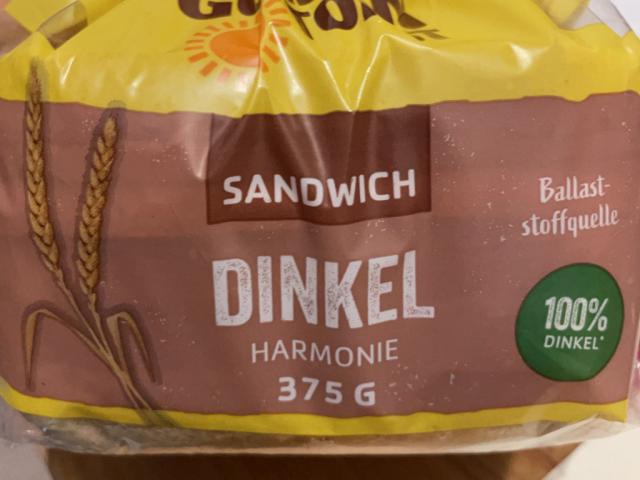 SANDWICH
DINKEL
HARMONIE
375 G
Ballast-
stoffquelle
100%
DINKEL*